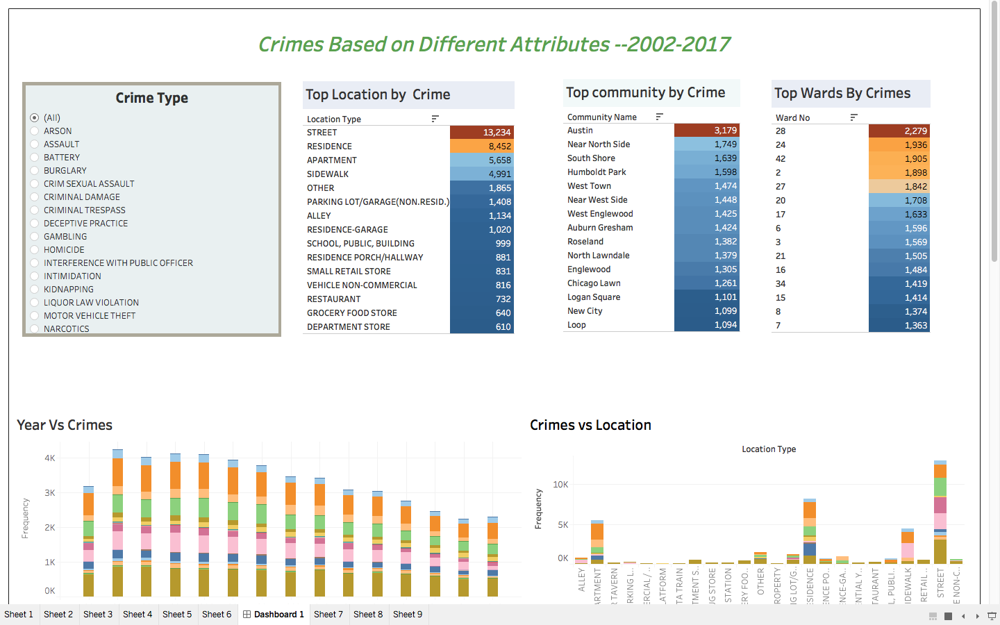 Crimes Based on Different Attributes --2002-2017
Crime Type
(All)
ARSON
ASSAULT
BATTERY
BURGLARY
CRIM SEXUAL ASSAULT
CRIMINAL DAMAGE
CRIMINAL TRESPASS
DECEPTIVE PRACTICE
GAMBLING
HOMICIDE
INTERFERENCE WITH PUBLIC OFFICER
INTIMIDATION
KIDNAPPING
LIQUOR LAW VIOLATION
MOTOR VEHICLE THEFT
NARCOTICS
Top Location by Crime
Location Type
STREET 13,234
RESIDENCE 8,452
APARTMENT 5,658
SIDEWALK 4,991
OTHER 1,865
PARKING LOT/GARAGE(NON.RESID.) 1,408
ALLEY 1,134
RESIDENCE-GARAGE 1,020
SCHOOL, PUBLIC, BUILDING 999
RESIDENCE PORCH/HALLWAY 881
SMALL RETAIL STORE 831
VEHICLE NON-COMMERCIAL 816
RESTAURANT 732
GROCERY FOOD STORE 640
DEPARTMENT STORE 610
Top community by Crime
Community Name
Austin 3,179
Near North Side 1,749
South Shore 1,639
Humboldt Park 1,598
West Town 1,474
Near West Side 1,448
West Englewood 1,425
Auburn Gresham 1,424
Roseland 1,382
North Lawndale 1,379
Englewood 1,305
Chicago Lawn 1,261
Logan Square 1,101
New City 1,099
Loop 1,094
Top Wards By Crimes
Ward No
28 2,279
24 1,936
42 1,905
2 1,898
27 1,842
20 1,708
17 1,633
6 1,596
3 1,569
21 1,505
16 1,484
34 1,419
15 1,414
8 1,374
7 1,363
Year Vs Crimes
4K
3K
2K
1K
0K
Frequency
Crimes vs Location
Location Type
10K
5K
0K
Frequency
ALLEY
ARTMENT
R TAVERN
RKING L..
ERCIAL / ..
LATFORM
TA TRAIN
TMENT S..
UG STORE
STATION
ERY FOO..
OTHER
ROPERTY
NG LOT/G..
ESIDENCE
ENCE PO..
ENCE-GA..
ENTIAL Y..
TAURANT
L, PUBLI..
IDEWALK
RETAIL ..
STREET
E NON-C..
Sheet 1
Sheet 2
Sheet 3
Sheet 4
Sheet 5
Sheet 6
Dashboard 1
Sheet 7
Sheet 8
Sheet 9